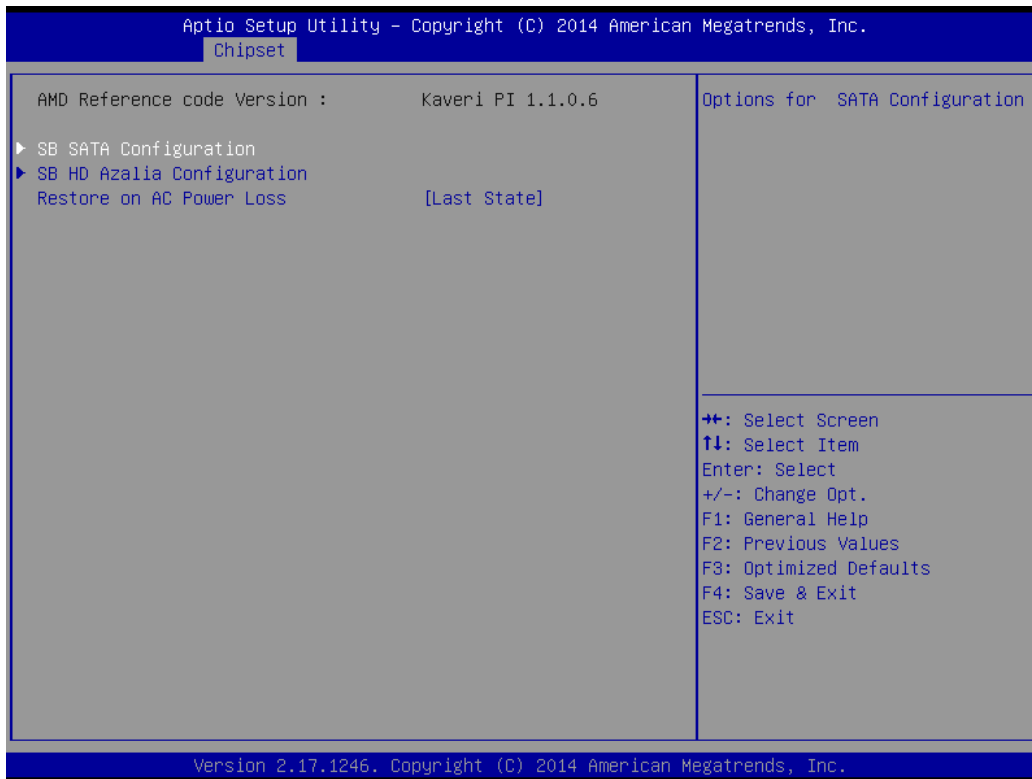 Aptio Setup Utility – Copyright (C) 2014 American Megatrends, Inc.
Chipset
AMD Reference code Version : Kaveri PI 1.1.0.6
▶ SB SATA Configuration
▶ SB HD Azalia Configuration
Restore on AC Power Loss [Last State]
Options for SATA Configuration
→←: Select Screen
↑↓: Select Item
Enter: Select
+/-: Change Opt.
F1: General Help
F2: Previous Values
F3: Optimized Defaults
F4: Save & Exit
ESC: Exit
Version 2.17.1246. Copyright (C) 2014 American Megatrends, Inc.